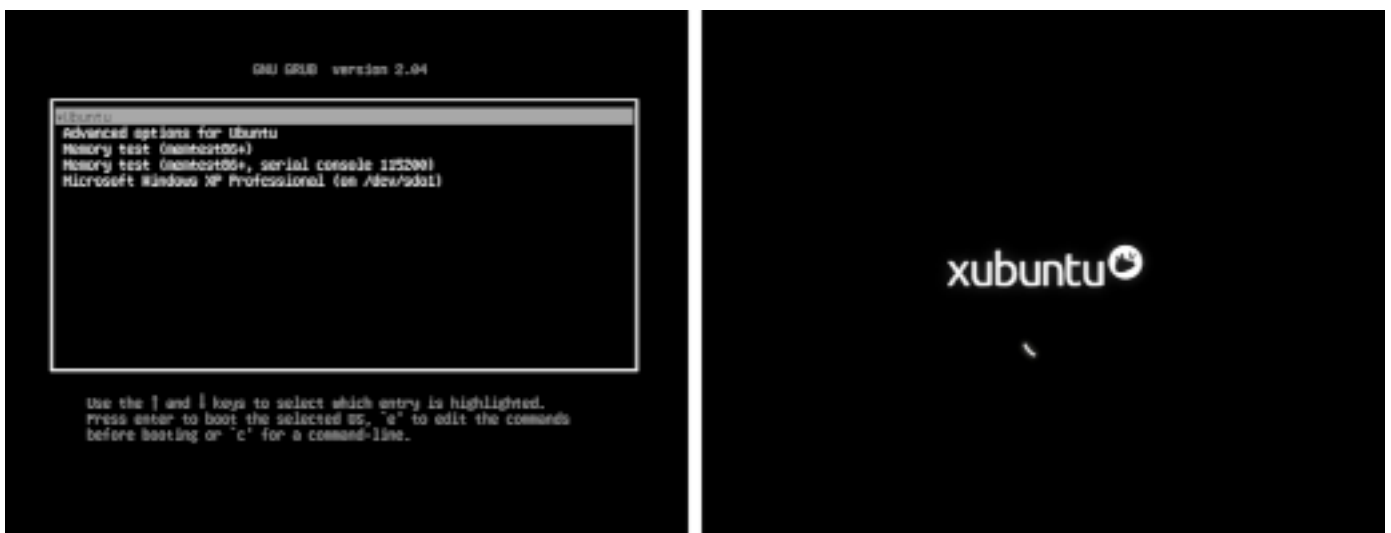 GNU GRUB version 2.04
*Ubuntu
Advanced options for Ubuntu
Memory test (memtest86+)
Memory test (memtest86+, serial console 115200)
Microsoft Windows XP Professional (on /dev/sda1)
Use the ↑ and ↓ keys to select which entry is highlighted.
Press enter to boot the selected OS, `e' to edit the commands
before booting or `c' for a command-line.
xubuntu